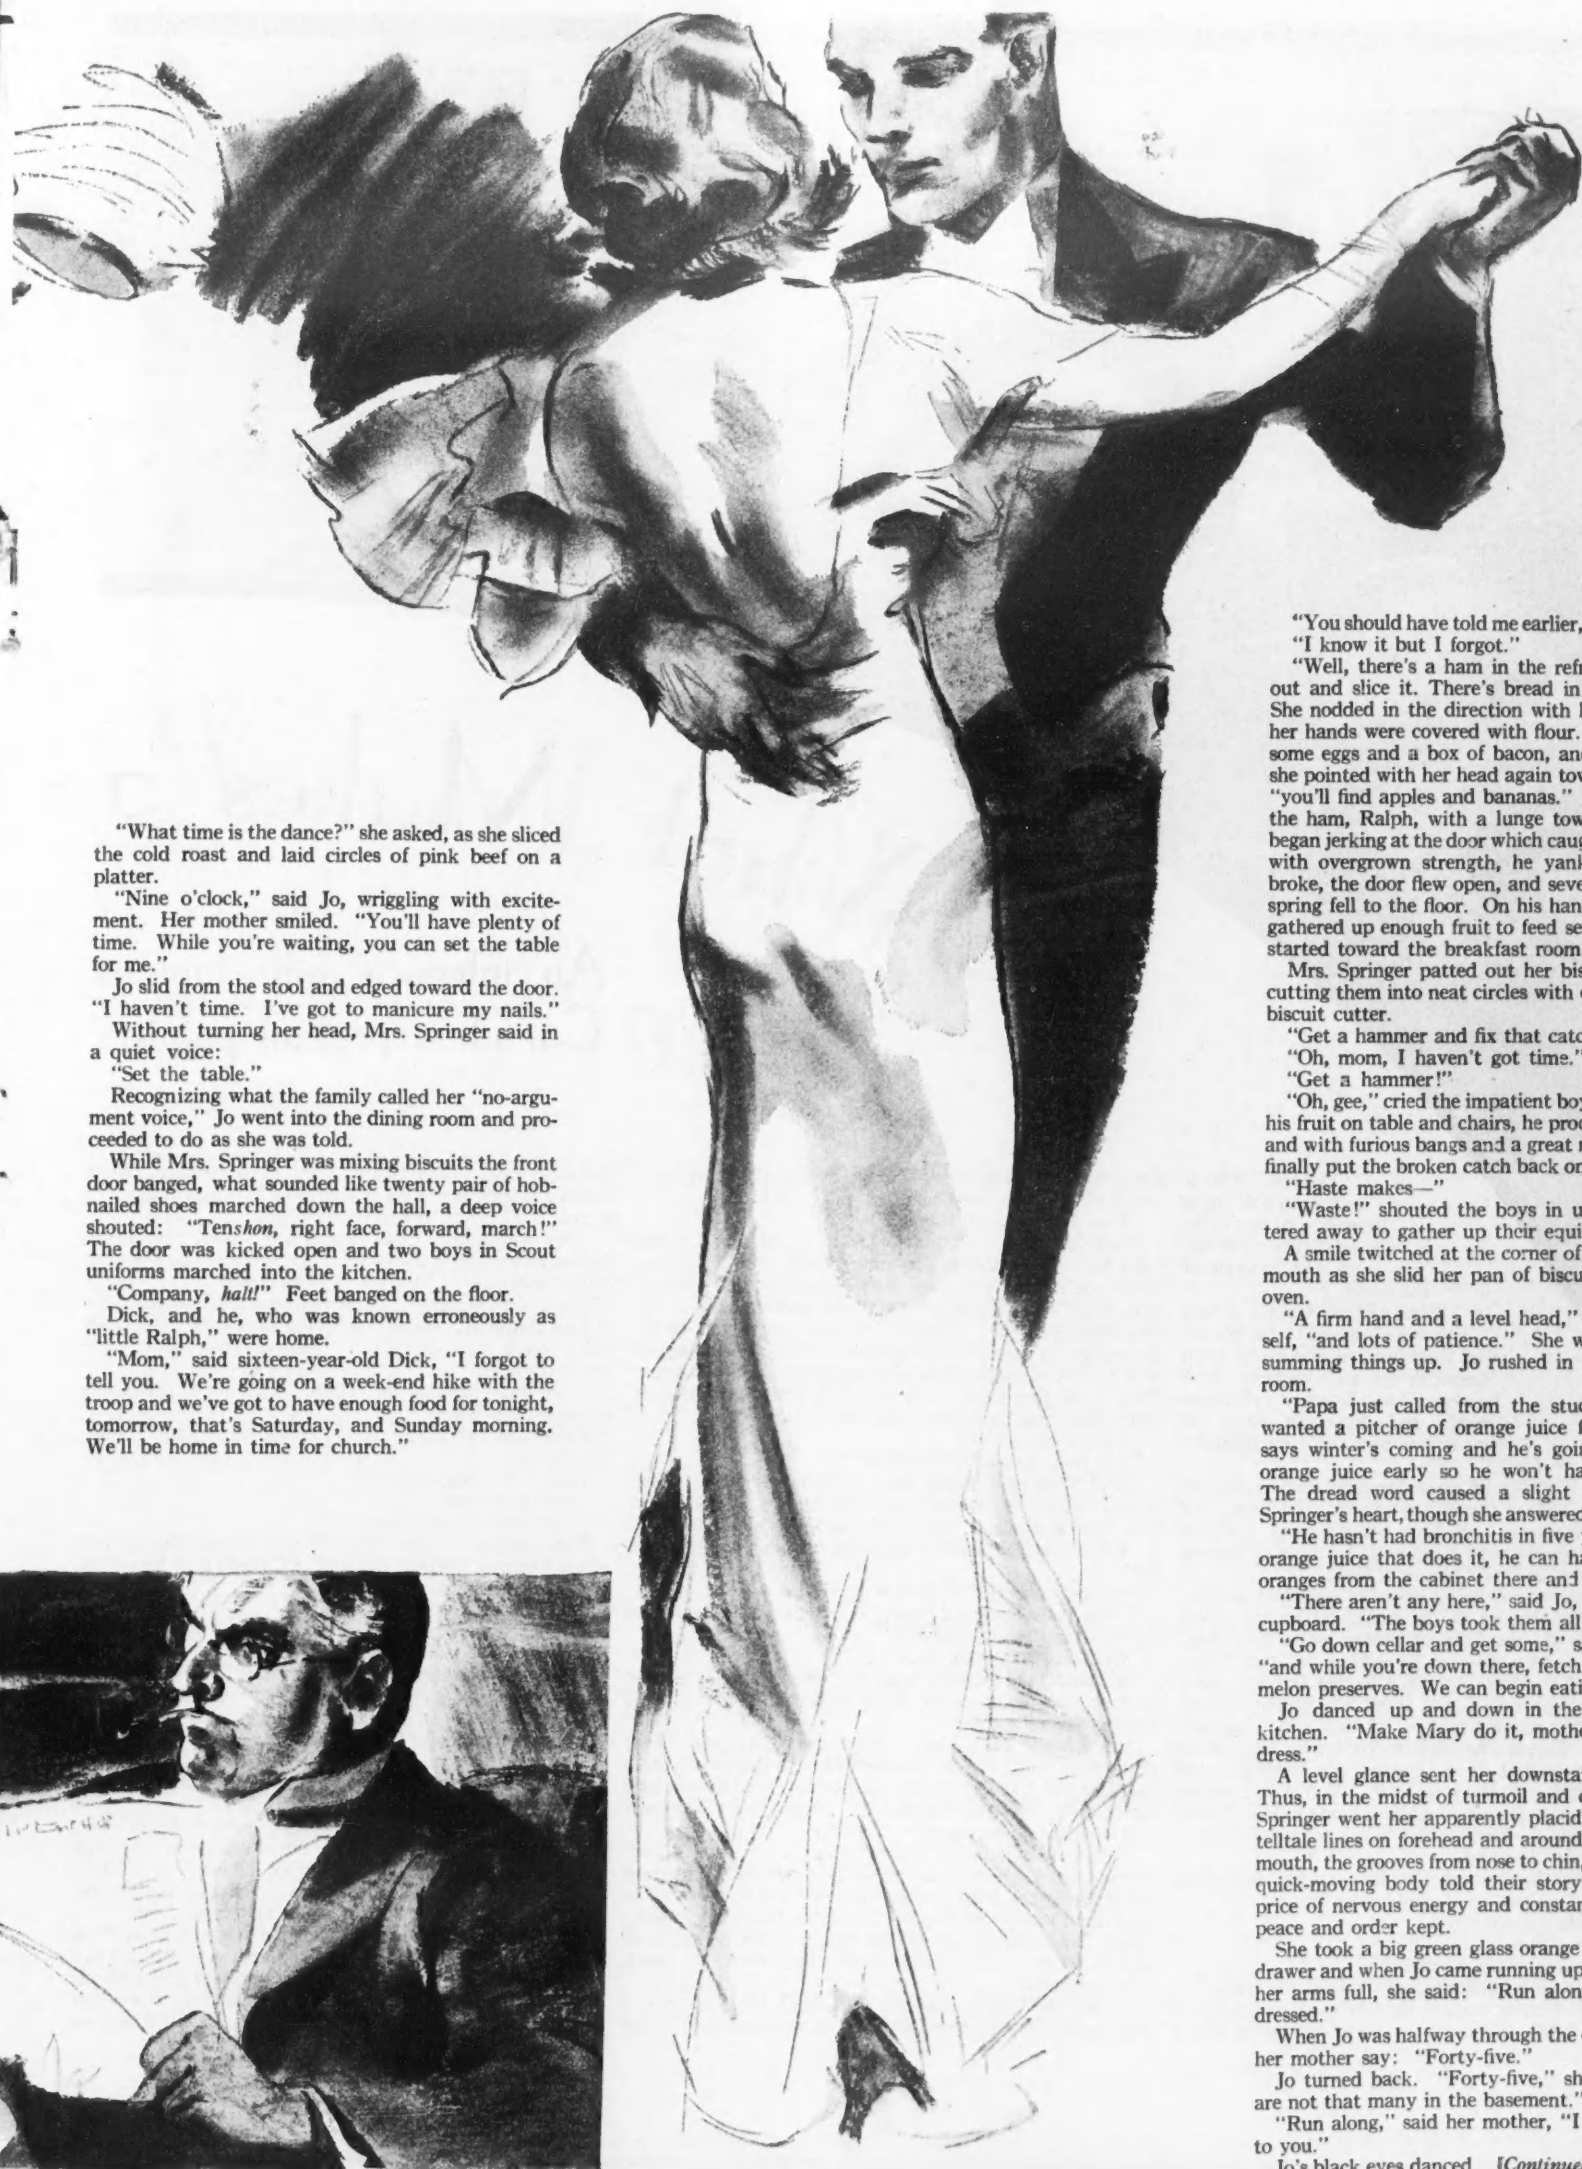 "What time is the dance?" she asked, as she sliced
the cold roast and laid circles of pink beef on a
platter.
"Nine o'clock," said Jo, wriggling with excite-
ment. Her mother smiled. "You'll have plenty of
time. While you're waiting, you can set the table
for me."
Jo slid from the stool and edged toward the door.
"I haven't time. I've got to manicure my nails."
Without turning her head, Mrs. Springer said in
a quiet voice:
"Set the table."
Recognizing what the family called her "no-argu-
ment voice," Jo went into the dining room and pro-
ceeded to do as she was told.
While Mrs. Springer was mixing biscuits the front
door banged, what sounded like twenty pair of hob-
nailed shoes marched down the hall, a deep voice
shouted: "Tenshon, right face, forward, march!"
The door was kicked open and two boys in Scout
uniforms marched into the kitchen.
"Company, halt!" Feet banged on the floor.
Dick, and he, who was known erroneously as
"little Ralph," were home.
"Mom," said sixteen-year-old Dick, "I forgot to
tell you. We're going on a week-end hike with the
troop and we've got to have enough food for tonight,
tomorrow, that's Saturday, and Sunday morning.
We'll be home in time for church."
"You should have told me earlier,
"I know it but I forgot."
"Well, there's a ham in the refr
out and slice it. There's bread in
She nodded in the direction with
her hands were covered with flour.
some eggs and a box of bacon, an
she pointed with her head again tow
"you'll find apples and bananas."
the ham, Ralph, with a lunge tow
began jerking at the door which caug
with overgrown strength, he yank
broke, the door flew open, and seve
spring fell to the floor. On his han
gathered up enough fruit to feed se
started toward the breakfast room
Mrs. Springer patted out her bis
cutting them into neat circles with
biscuit cutter.
"Get a hammer and fix that catc
"Oh, mom, I haven't got time."
"Get a hammer!"
"Oh, gee," cried the impatient boy
his fruit on table and chairs, he proc
and with furious bangs and a great
finally put the broken catch back on
"Haste makes—"
"Waste!" shouted the boys in u
tered away to gather up their equi
A smile twitched at the corner of
mouth as she slid her pan of biscu
oven.
"A firm hand and a level head,"
self, "and lots of patience." She w
summing things up. Jo rushed in
room.
"Papa just called from the stud
wanted a pitcher of orange juice f
says winter's coming and he's goin
orange juice early so he won't ha
The dread word caused a slight
Springer's heart, though she answered
"He hasn't had bronchitis in five
orange juice that does it, he can ha
oranges from the cabinet there and
"There aren't any here," said Jo,
cupboard. "The boys took them all
"Go down cellar and get some," s
"and while you're down there, fetch
melon preserves. We can begin eati
Jo danced up and down in the
kitchen. "Make Mary do it, mothe
dress."
A level glance sent her downstai
Thus, in the midst of turmoil and
Springer went her apparently placid
telltale lines on forehead and around
mouth, the grooves from nose to chin,
quick-moving body told their story
price of nervous energy and constan
peace and order kept.
She took a big green glass orange
drawer and when Jo came running up
her arms full, she said: "Run alon
dressed."
When Jo was halfway through the
her mother say: "Forty-five."
Jo turned back. "Forty-five," sh
are not that many in the basement."
"Run along," said her mother, "I
to you."
Jo's black eyes danced. [Continue